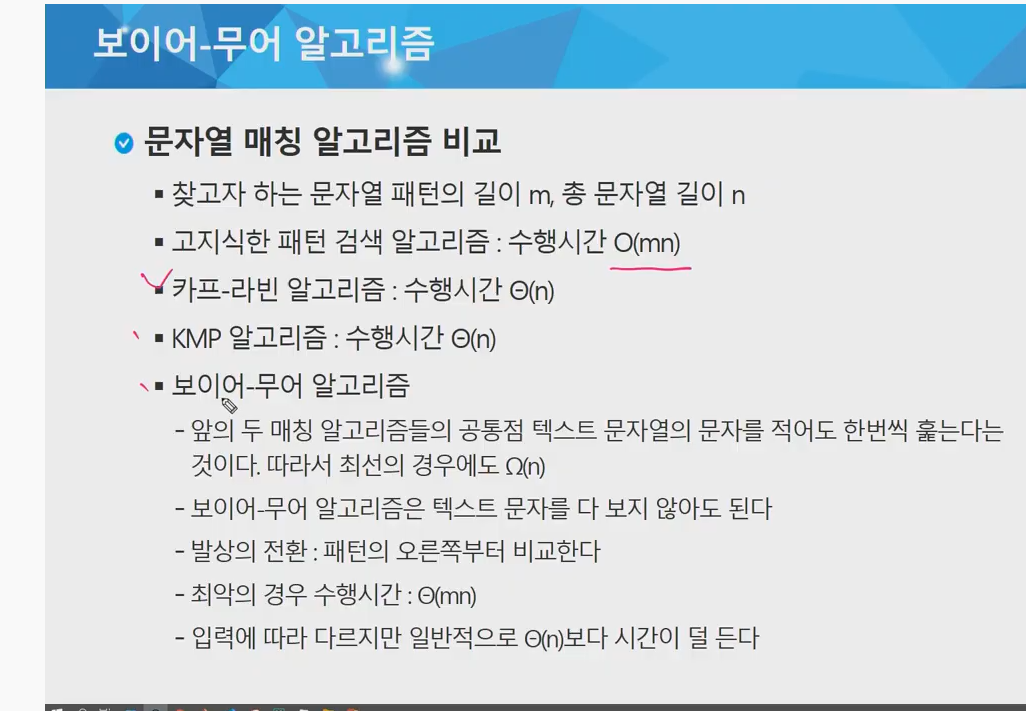 보이어-무어 알고리즘
문자열 매칭 알고리즘 비교
▪ 찾고자 하는 문자열 패턴의 길이 m, 총 문자열 길이 n
▪ 고지식한 패턴 검색 알고리즘 : 수행시간 O(mn)
▪ 카프-라빈 알고리즘 : 수행시간 Θ(n)
▪ KMP 알고리즘 : 수행시간 Θ(n)
▪ 보이어-무어 알고리즘
- 앞의 두 매칭 알고리즘들의 공통점 텍스트 문자열의 문자를 적어도 한번씩 훑는다는
것이다. 따라서 최선의 경우에도 Ω(n)
- 보이어-무어 알고리즘은 텍스트 문자를 다 보지 않아도 된다
- 발상의 전환 : 패턴의 오른쪽부터 비교한다
- 최악의 경우 수행시간 : Θ(mn)
- 입력에 따라 다르지만 일반적으로 Θ(n)보다 시간이 덜 든다